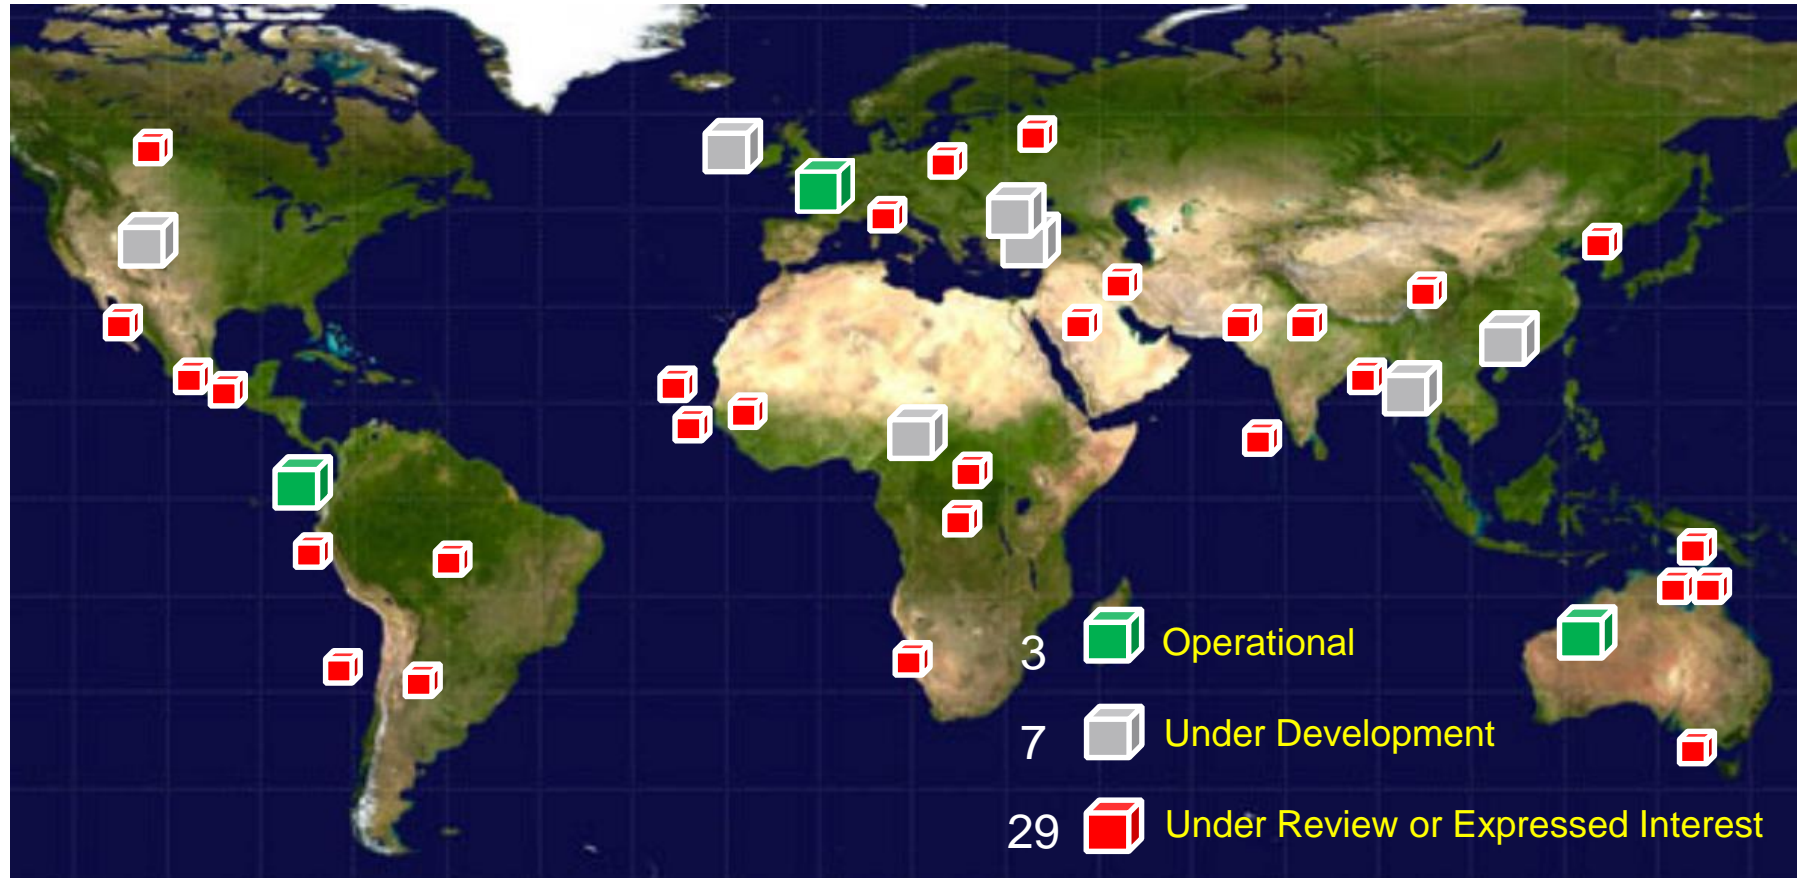 3 Operational
7 Under Development
29 Under Review or Expressed Interest